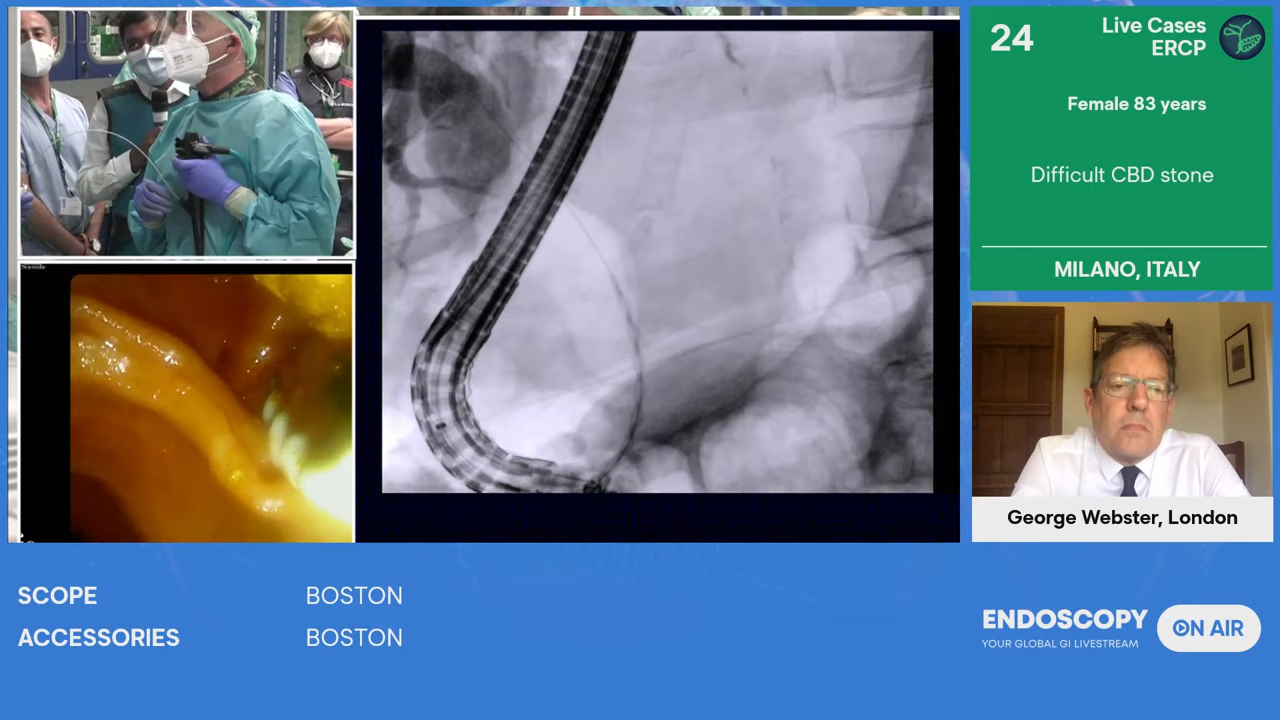 24
Live Cases
ERCP
Female 83 years
Difficult CBD stone
MILANO, ITALY
George Webster, London
SCOPE BOSTON
ACCESSORIES BOSTON
ENDOSCOPY
YOUR GLOBAL GI LIVESTREAM
ON AIR